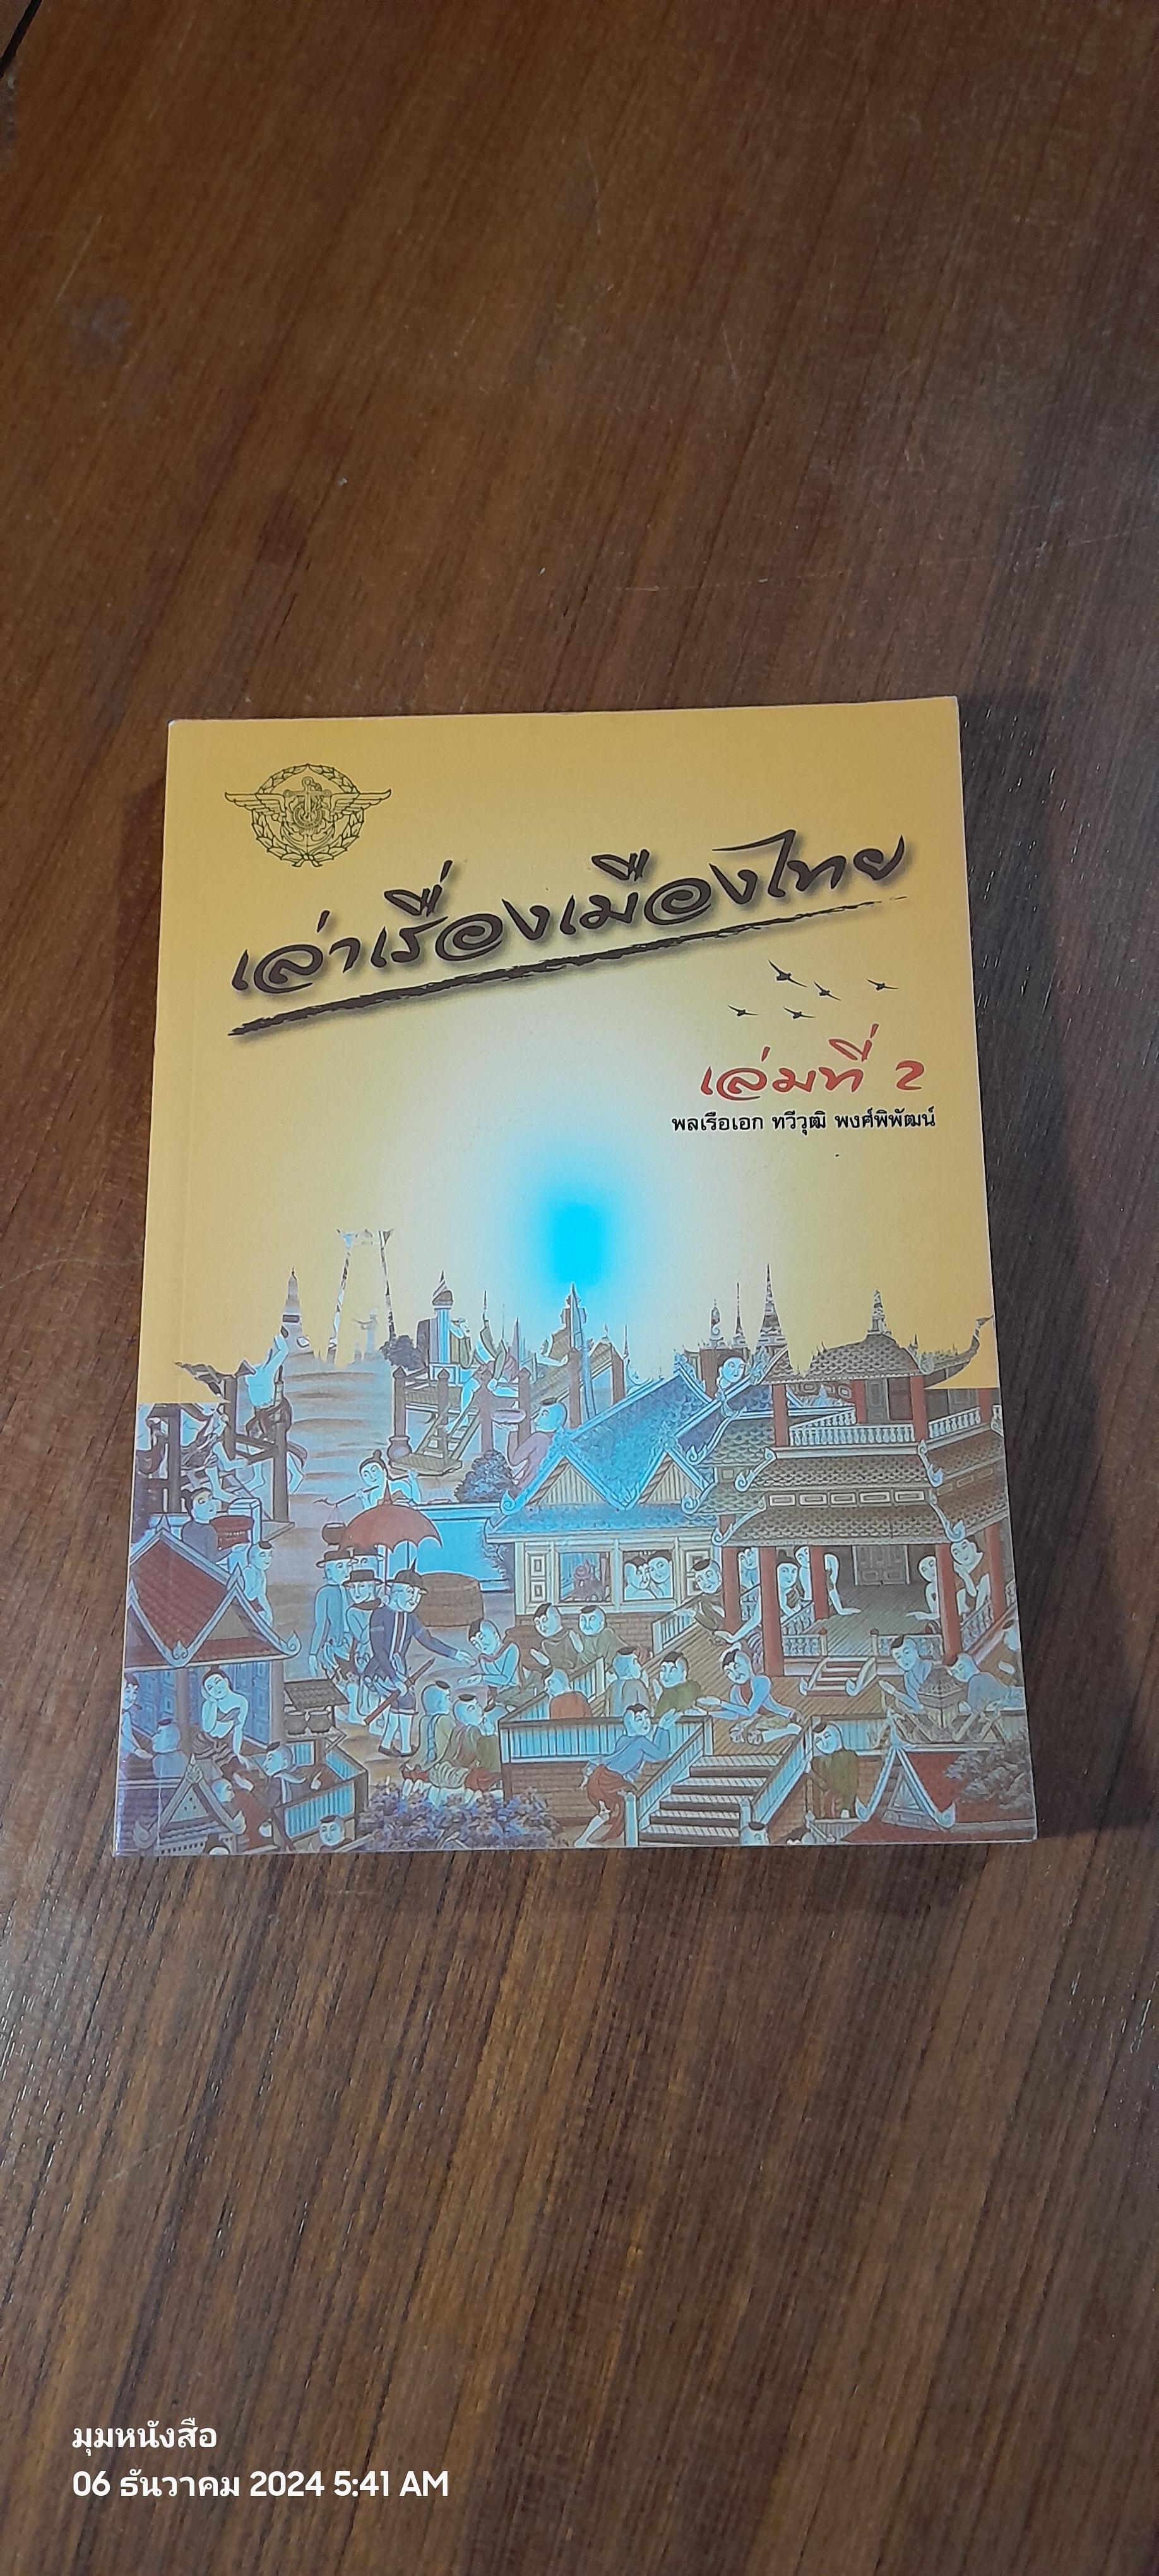 เล่าเรื่องเมืองไทย
เล่มที่ 2
พลเรือเอก ทวีวุฒิ พงศ์พิพัฒน์
มุมหนังสือ
06 ธันวาคม 2024 5:41 AM